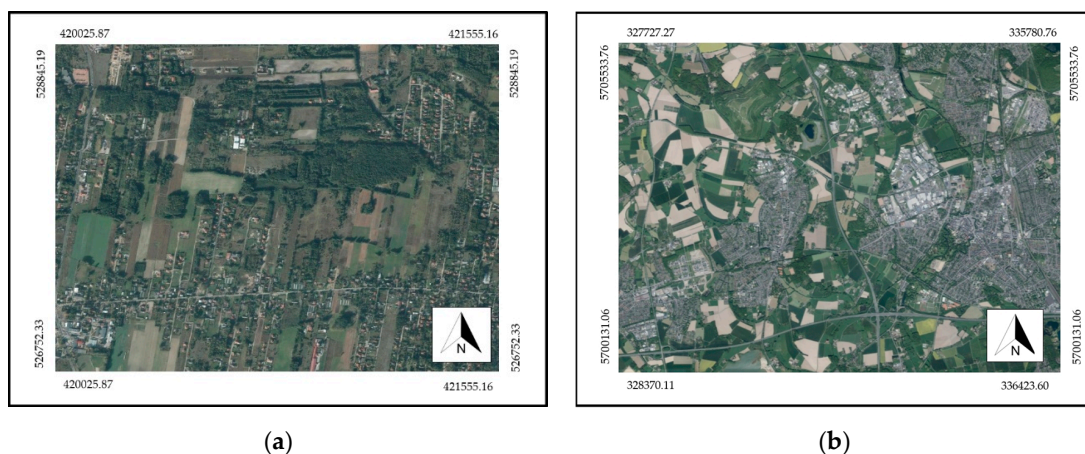 420025.87 421555.16
528845.19 528845.19
526752.33 526752.33
420025.87 421555.16
N
(a)
327727.27 335780.76
5705533.76 5705533.76
5700131.06 5700131.06
328370.11 336423.60
N
(b)